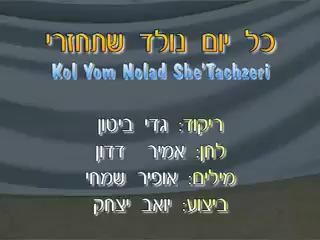 כל יום נולד שתחזרי
Kol Yom Nolad She'Tachzeri
ריקוד: גדי ביטון
לחן: אמיר דדון
מילים: אופיר שמחי
ביצוע: יואב יצחק